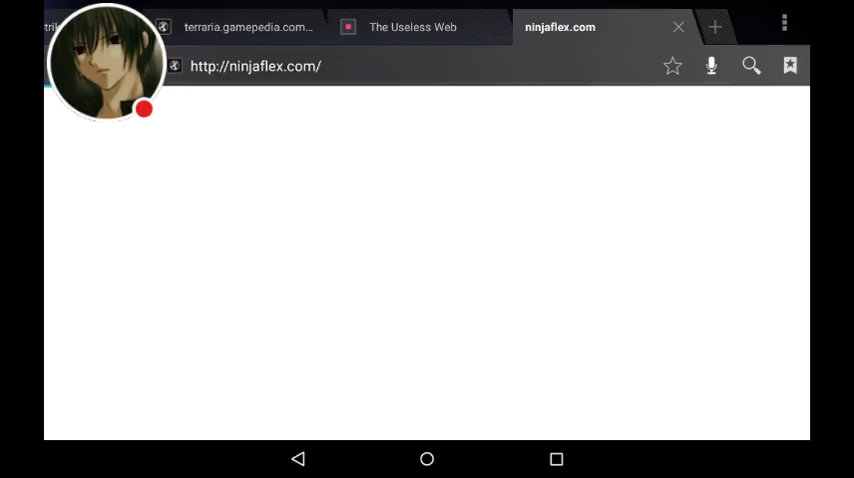 terraria.gamepedia.com...
The Useless Web
ninjaflex.com
http://ninjaflex.com/